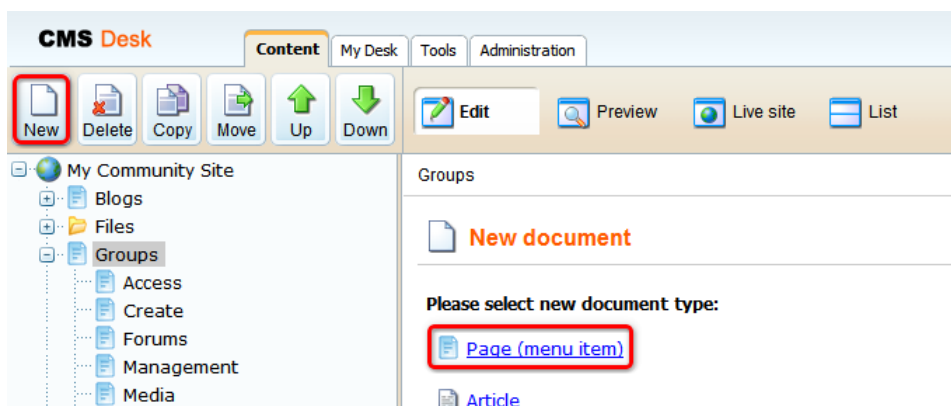 CMS Desk
Content My Desk Tools Administration
New Delete Copy Move Up Down Edit Preview Live site List
My Community Site
Blogs
Files
Groups
Access
Create
Forums
Management
Media
Groups
New document
Please select new document type:
Page (menu item)
Article